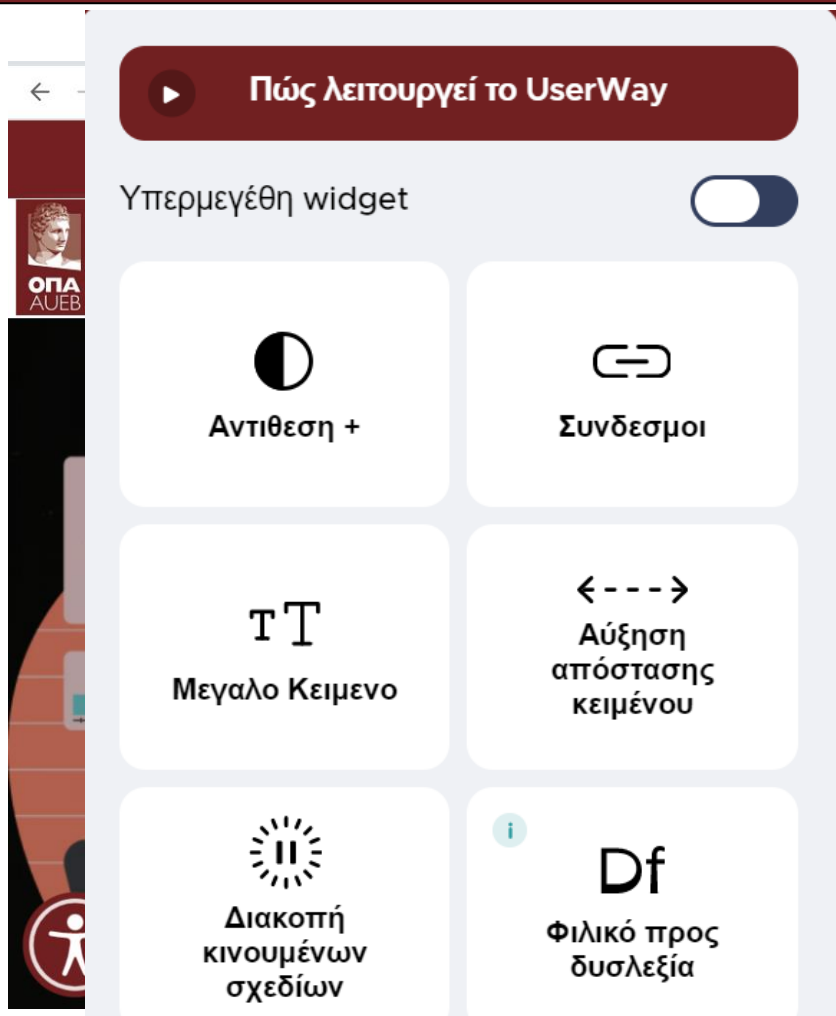 Πώς λειτουργεί το UserWay
Υπερμεγέθη widget
ΟΠΑ
AUEB
Αντιθεση +
Συνδεσμοι
Μεγαλο Κειμενο
Αύξηση
απόστασης
κειμένου
Διακοπή
κινουμένων
σχεδίων
i
Df
Φιλικό προς
δυσλεξία